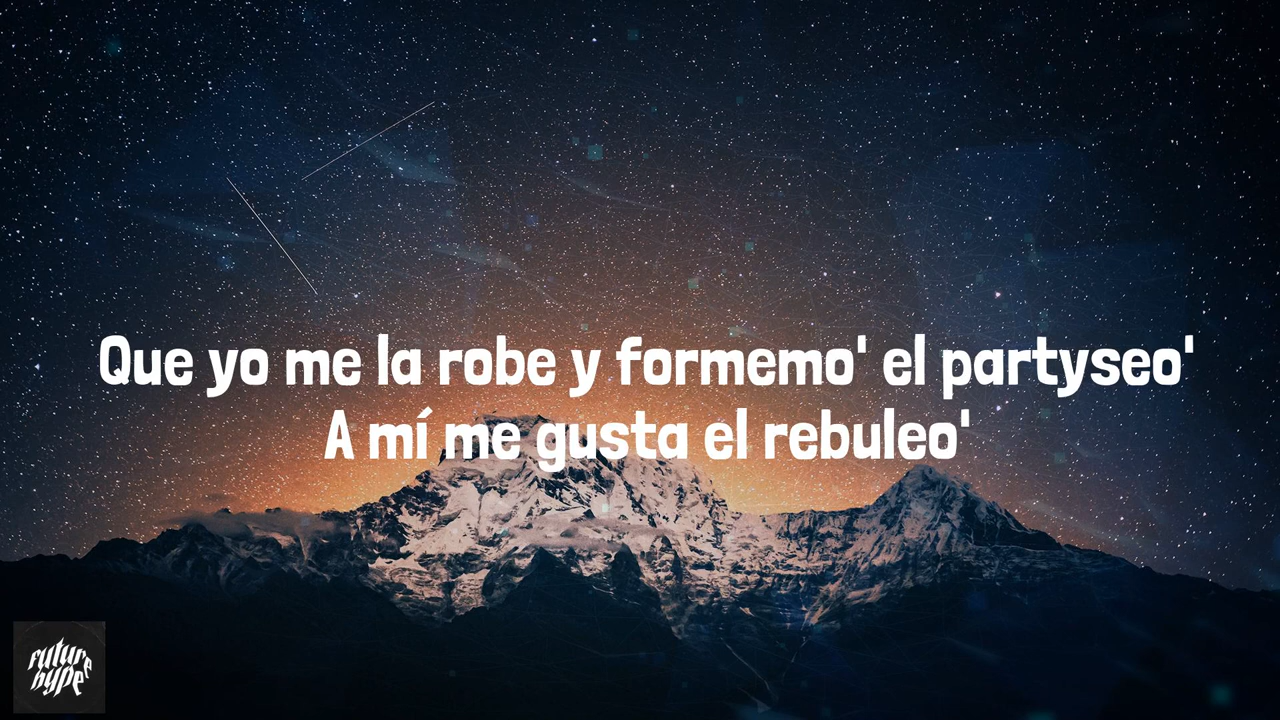 Que yo me la robe y formemo' el partyseo'
A mí me gusta el rebuleo'
future hype